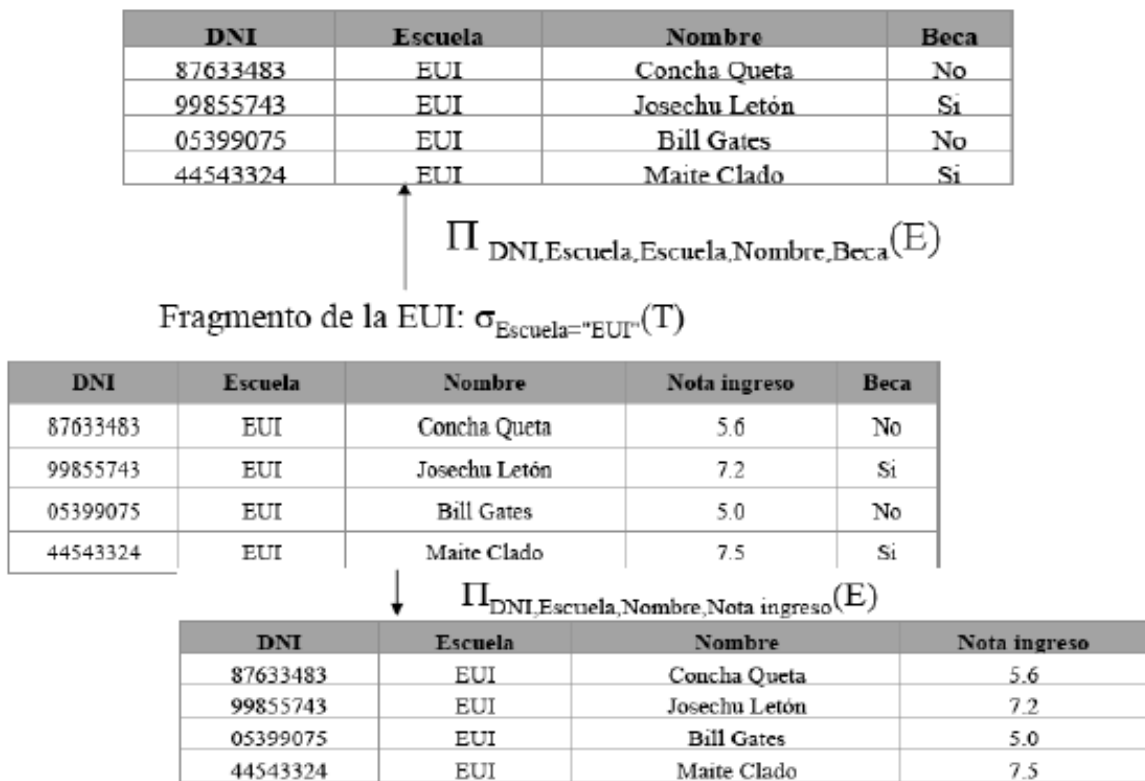 DNI Escuela Nombre Beca
87633483 EUI Concha Queta No
99855743 EUI Josechu Letón Si
05399075 EUI Bill Gates No
44543324 EUI Maite Clado Si
Π DNI,Escuela,Escuela,Nombre,Beca(E)
Fragmento de la EUI: σEscuela="EUI"(T)
DNI Escuela Nombre Nota ingreso Beca
87633483 EUI Concha Queta 5.6 No
99855743 EUI Josechu Letón 7.2 Si
05399075 EUI Bill Gates 5.0 No
44543324 EUI Maite Clado 7.5 Si
ΠDNI,Escuela,Nombre,Nota ingreso(E)
DNI Escuela Nombre Nota ingreso
87633483 EUI Concha Queta 5.6
99855743 EUI Josechu Letón 7.2
05399075 EUI Bill Gates 5.0
44543324 EUI Maite Clado 7.5